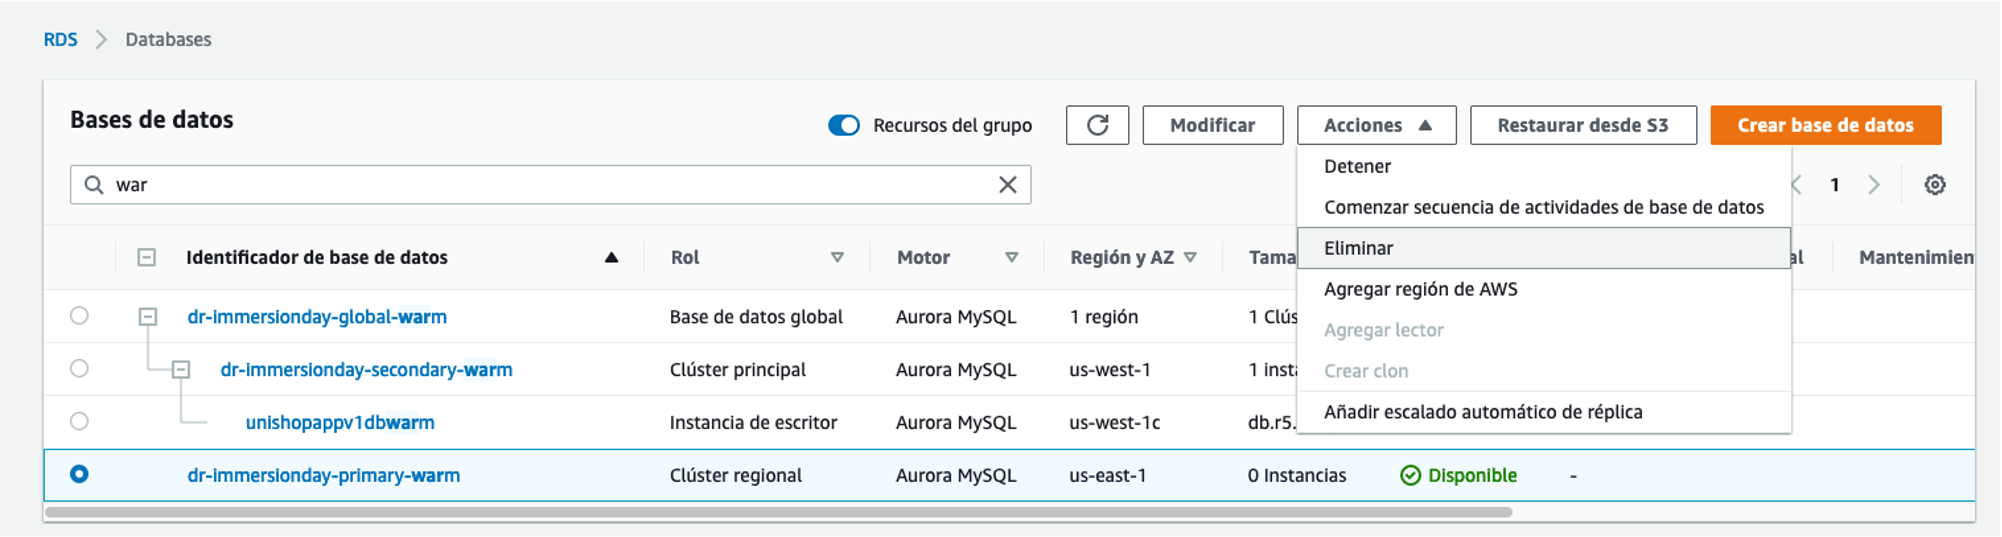 RDS > Databases
Bases de datos
Recursos del grupo
Modificar
Acciones
Restaurar desde S3
Crear base de datos
war
1
Detener
Comenzar secuencia de actividades de base de datos
Eliminar
Agregar región de AWS
Agregar lector
Crear clon
Añadir escalado automático de réplica
Identificador de base de datos Rol Motor Región y AZ Tama al Mantenimien
dr-immersionday-global-warm Base de datos global Aurora MySQL 1 región 1 Clús
dr-immersionday-secondary-warm Clúster principal Aurora MySQL us-west-1 1 insta
unishopappv1dbwarm Instancia de escritor Aurora MySQL us-west-1c db.r5.
dr-immersionday-primary-warm Clúster regional Aurora MySQL us-east-1 0 Instancias Disponible -